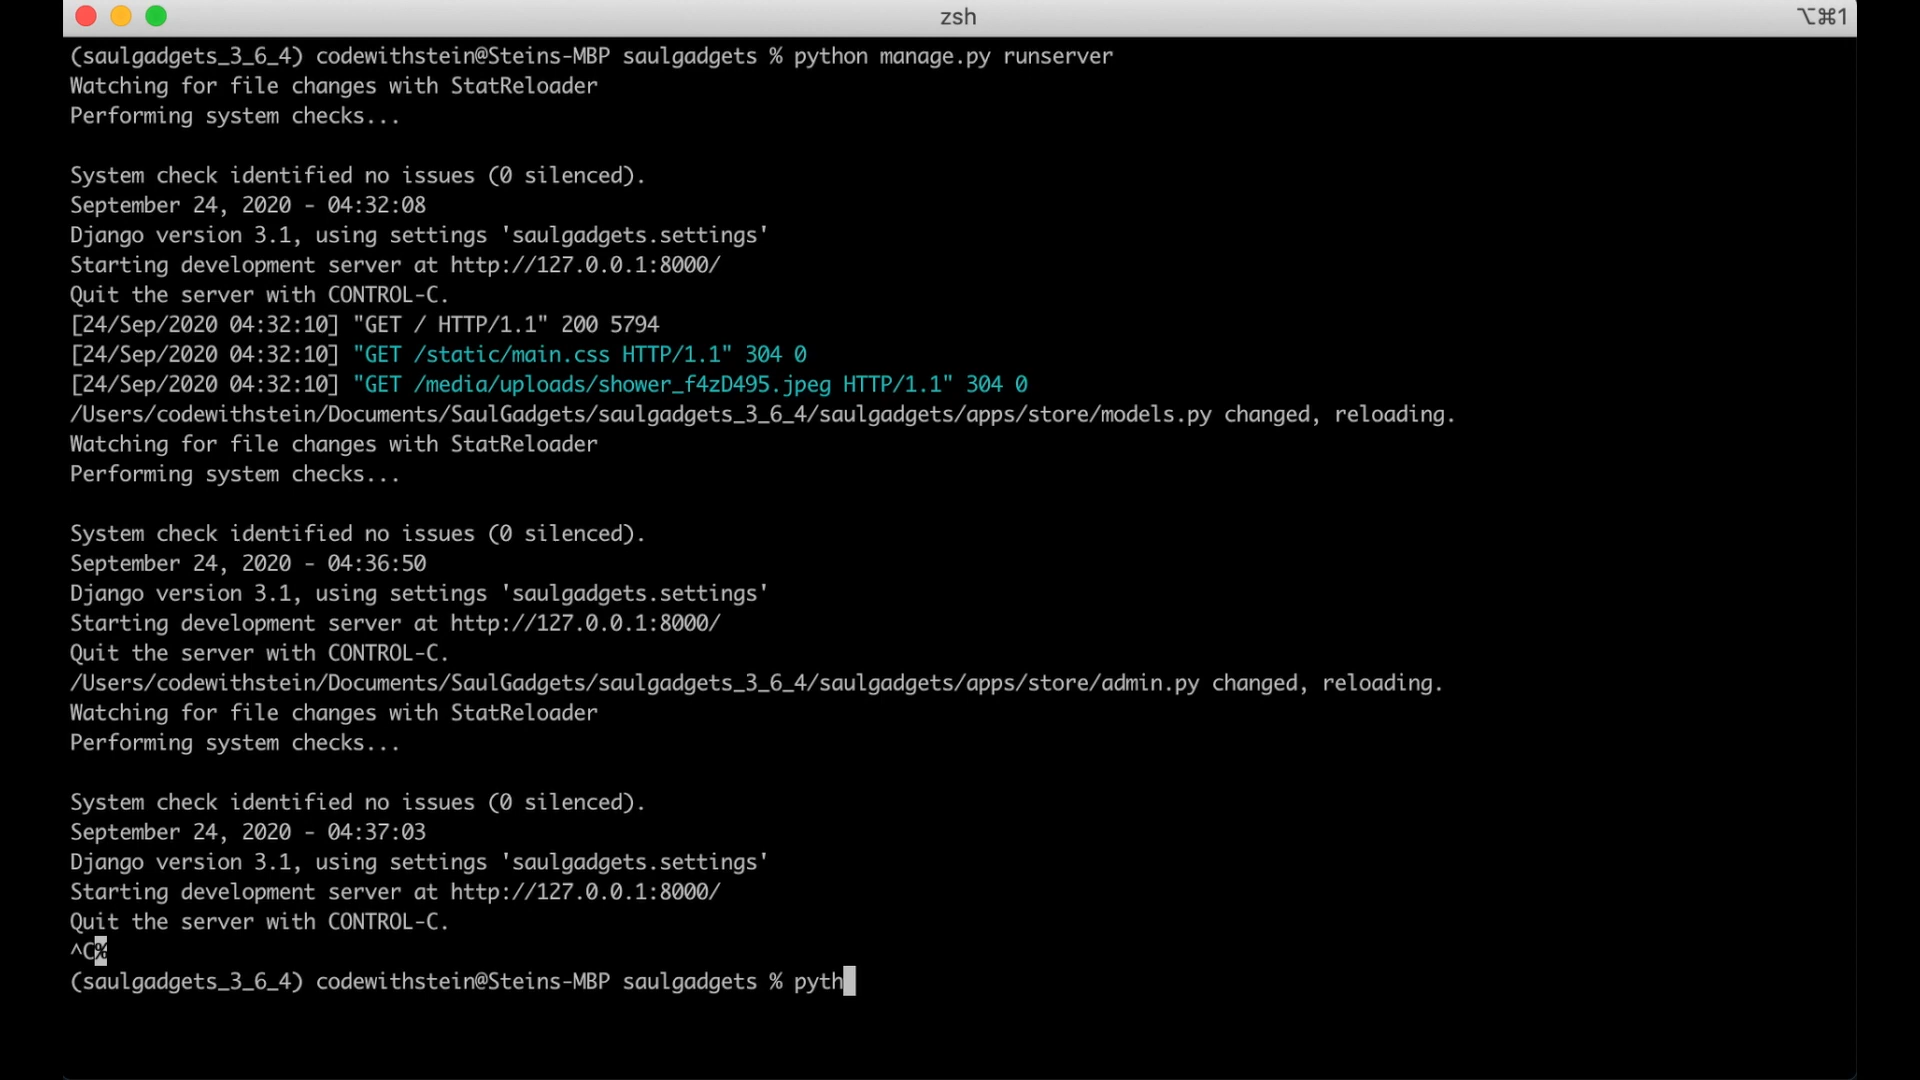 zsh
⌥⌘1
(saulgadgets_3_6_4) codewithstein@Steins-MBP saulgadgets % python manage.py runserver
Watching for file changes with StatReloader
Performing system checks...
System check identified no issues (0 silenced).
September 24, 2020 - 04:32:08
Django version 3.1, using settings 'saulgadgets.settings'
Starting development server at http://127.0.0.1:8000/
Quit the server with CONTROL-C.
[24/Sep/2020 04:32:10] "GET / HTTP/1.1" 200 5794
[24/Sep/2020 04:32:10] "GET /static/main.css HTTP/1.1" 304 0
[24/Sep/2020 04:32:10] "GET /media/uploads/shower_f4zD495.jpeg HTTP/1.1" 304 0
/Users/codewithstein/Documents/SaulGadgets/saulgadgets_3_6_4/saulgadgets/apps/store/models.py changed, reloading.
Watching for file changes with StatReloader
Performing system checks...
System check identified no issues (0 silenced).
September 24, 2020 - 04:36:50
Django version 3.1, using settings 'saulgadgets.settings'
Starting development server at http://127.0.0.1:8000/
Quit the server with CONTROL-C.
/Users/codewithstein/Documents/SaulGadgets/saulgadgets_3_6_4/saulgadgets/apps/store/admin.py changed, reloading.
Watching for file changes with StatReloader
Performing system checks...
System check identified no issues (0 silenced).
September 24, 2020 - 04:37:03
Django version 3.1, using settings 'saulgadgets.settings'
Starting development server at http://127.0.0.1:8000/
Quit the server with CONTROL-C.
^C%
(saulgadgets_3_6_4) codewithstein@Steins-MBP saulgadgets % pyth